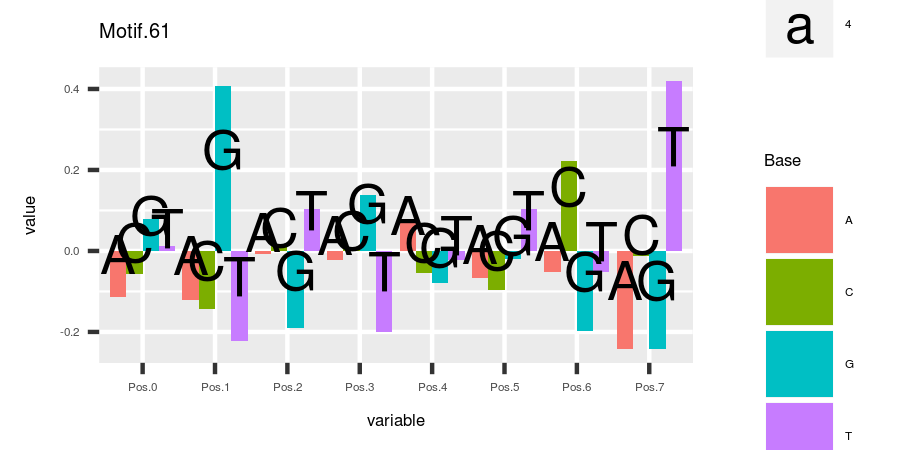 Motif.61
a 4
value
0.4
0.2
0.0
-0.2
A C G T A C G T A C G T A C G T A C G T A C G T A C G T A C G T
Pos.0 Pos.1 Pos.2 Pos.3 Pos.4 Pos.5 Pos.6 Pos.7
variable
Base
A
C
G
T